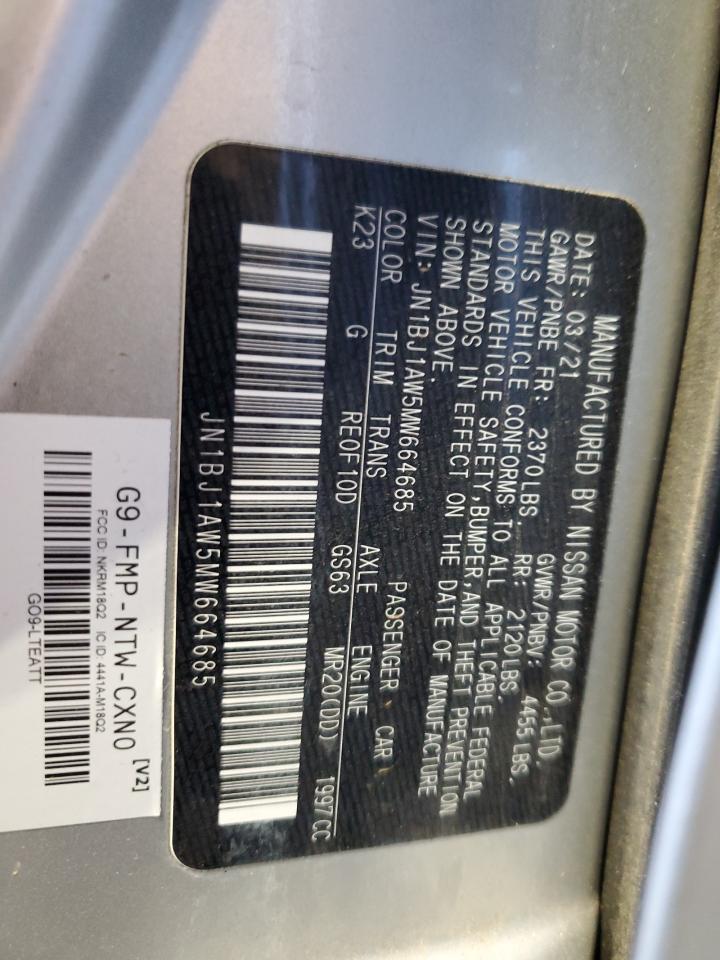 MANUFACTURED BY NISSAN MOTOR CO.,LTD.
DATE: 03/21 GVWR/PNBV: 4455 LBS.
GAWR/PNBE FR: 2370LBS. RR: 2120LBS.
THIS VEHICLE CONFORMS TO ALL APPLICABLE FEDERAL
MOTOR VEHICLE SAFETY,BUMPER,AND THEFT PREVENTION
STANDARDS IN EFFECT ON THE DATE OF MANUFACTURE
SHOWN ABOVE.
VIN: JN1BJ1AW5MW664685 PASSENGER CAR
COLOR TRIM TRANS AXLE ENGINE
K23 G RE0F10D GS63 MR20(DD) 1997CC
JN1BJ1AW5MW664685
G9-FMP-NTW-CXN0 [V2]
FCC ID: NKRM18Q2 IC ID 4441A-M18Q2
GO9-LTEATT